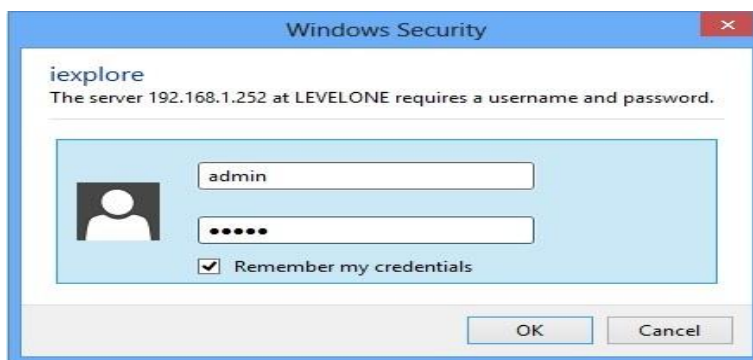 Windows Security
iexplore
The server 192.168.1.252 at LEVELONE requires a username and password.
admin
•••••
Remember my credentials
OK
Cancel